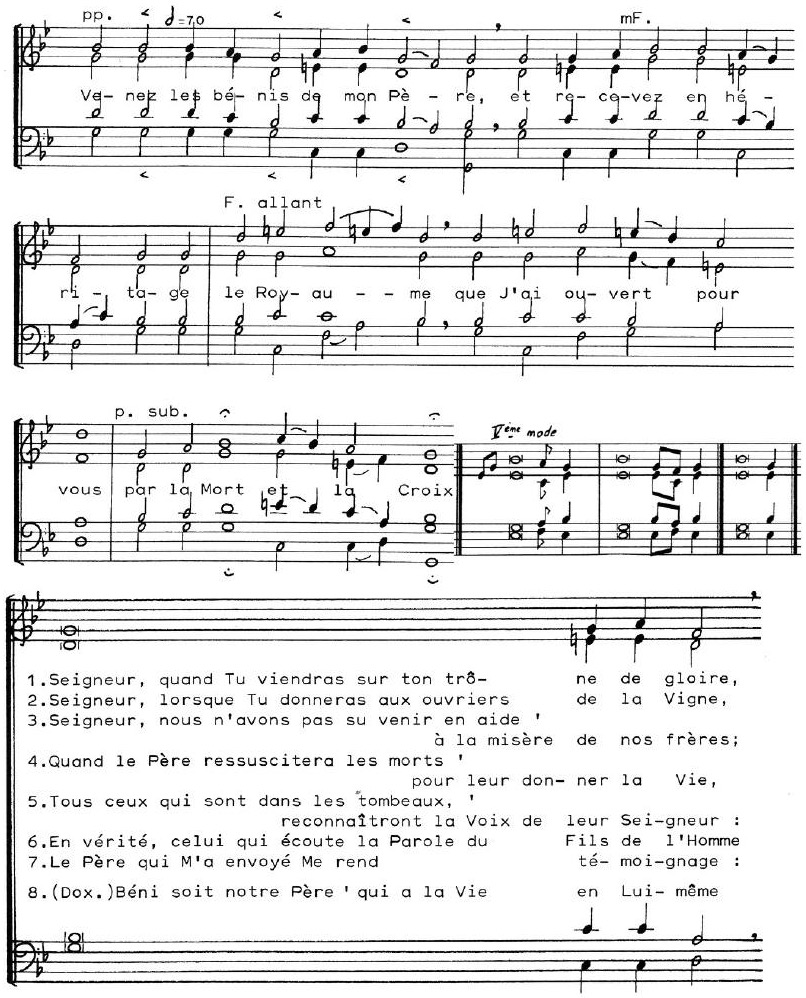 pp. 𝅗𝅥=70 mF.
Ve-nez les bé-nis de mon Pè - re, et re-ce-vez en hé -
F. allant
ri - ta-ge le Roy-au - - me que J'ai ou-vert pour
p. sub. Vème mode
vous par la Mort et la Croix
1.Seigneur, quand Tu viendras sur ton trô- ne de gloire,
2.Seigneur, lorsque Tu donneras aux ouvriers de la Vigne,
3.Seigneur, nous n'avons pas su venir en aide '
à la misère de nos frères;
4.Quand le Père ressuscitera les morts '
pour leur don- ner la Vie,
5.Tous ceux qui sont dans les tombeaux, '
reconnaîtront la Voix de leur Sei-gneur :
6.En vérité, celui qui écoute la Parole du Fils de l'Homme
7.Le Père qui M'a envoyé Me rend té- moi-gnage :
8.(Dox.)Béni soit notre Père ' qui a la Vie en Lui- même